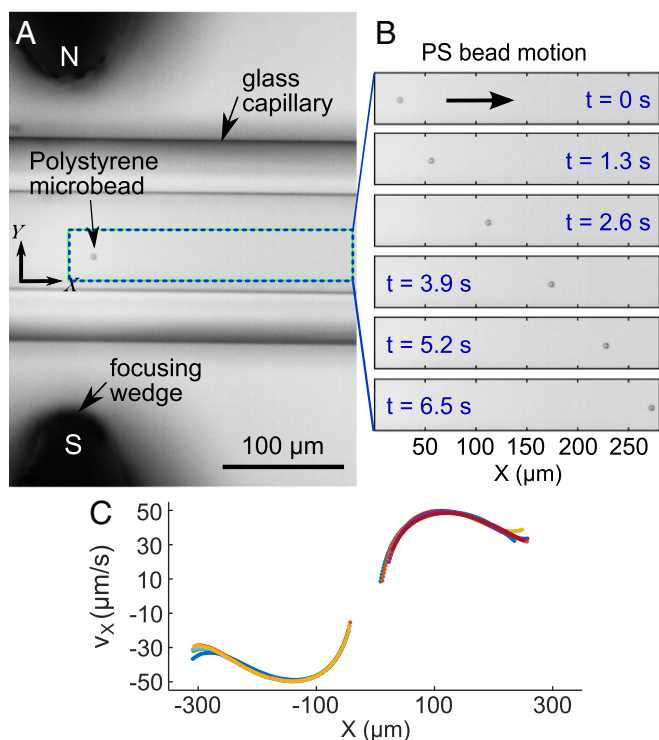 A
N
glass
capillary
Polystyrene
microbead
Y
X
focusing
wedge
S
100 μm
B
PS bead motion
t = 0 s
t = 1.3 s
t = 2.6 s
t = 3.9 s
t = 5.2 s
t = 6.5 s
50 100 150 200 250
X (μm)
C
50
30
10
-10
-30
-50
vX (μm/s)
-300 -100 100 300
X (μm)